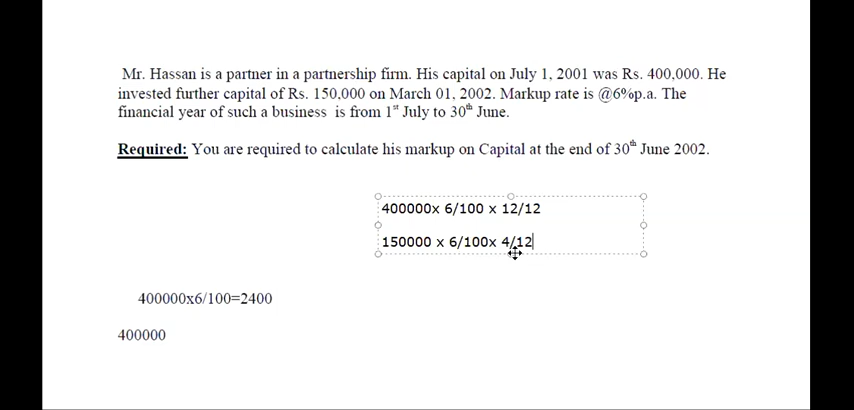 Mr. Hassan is a partner in a partnership firm. His capital on July 1, 2001 was Rs. 400,000. He
invested further capital of Rs. 150,000 on March 01, 2002. Markup rate is @6%p.a. The
financial year of such a business is from 1st July to 30th June.
Required: You are required to calculate his markup on Capital at the end of 30th June 2002.
400000x 6/100 x 12/12
150000 x 6/100x 4/12
400000x6/100=2400
400000